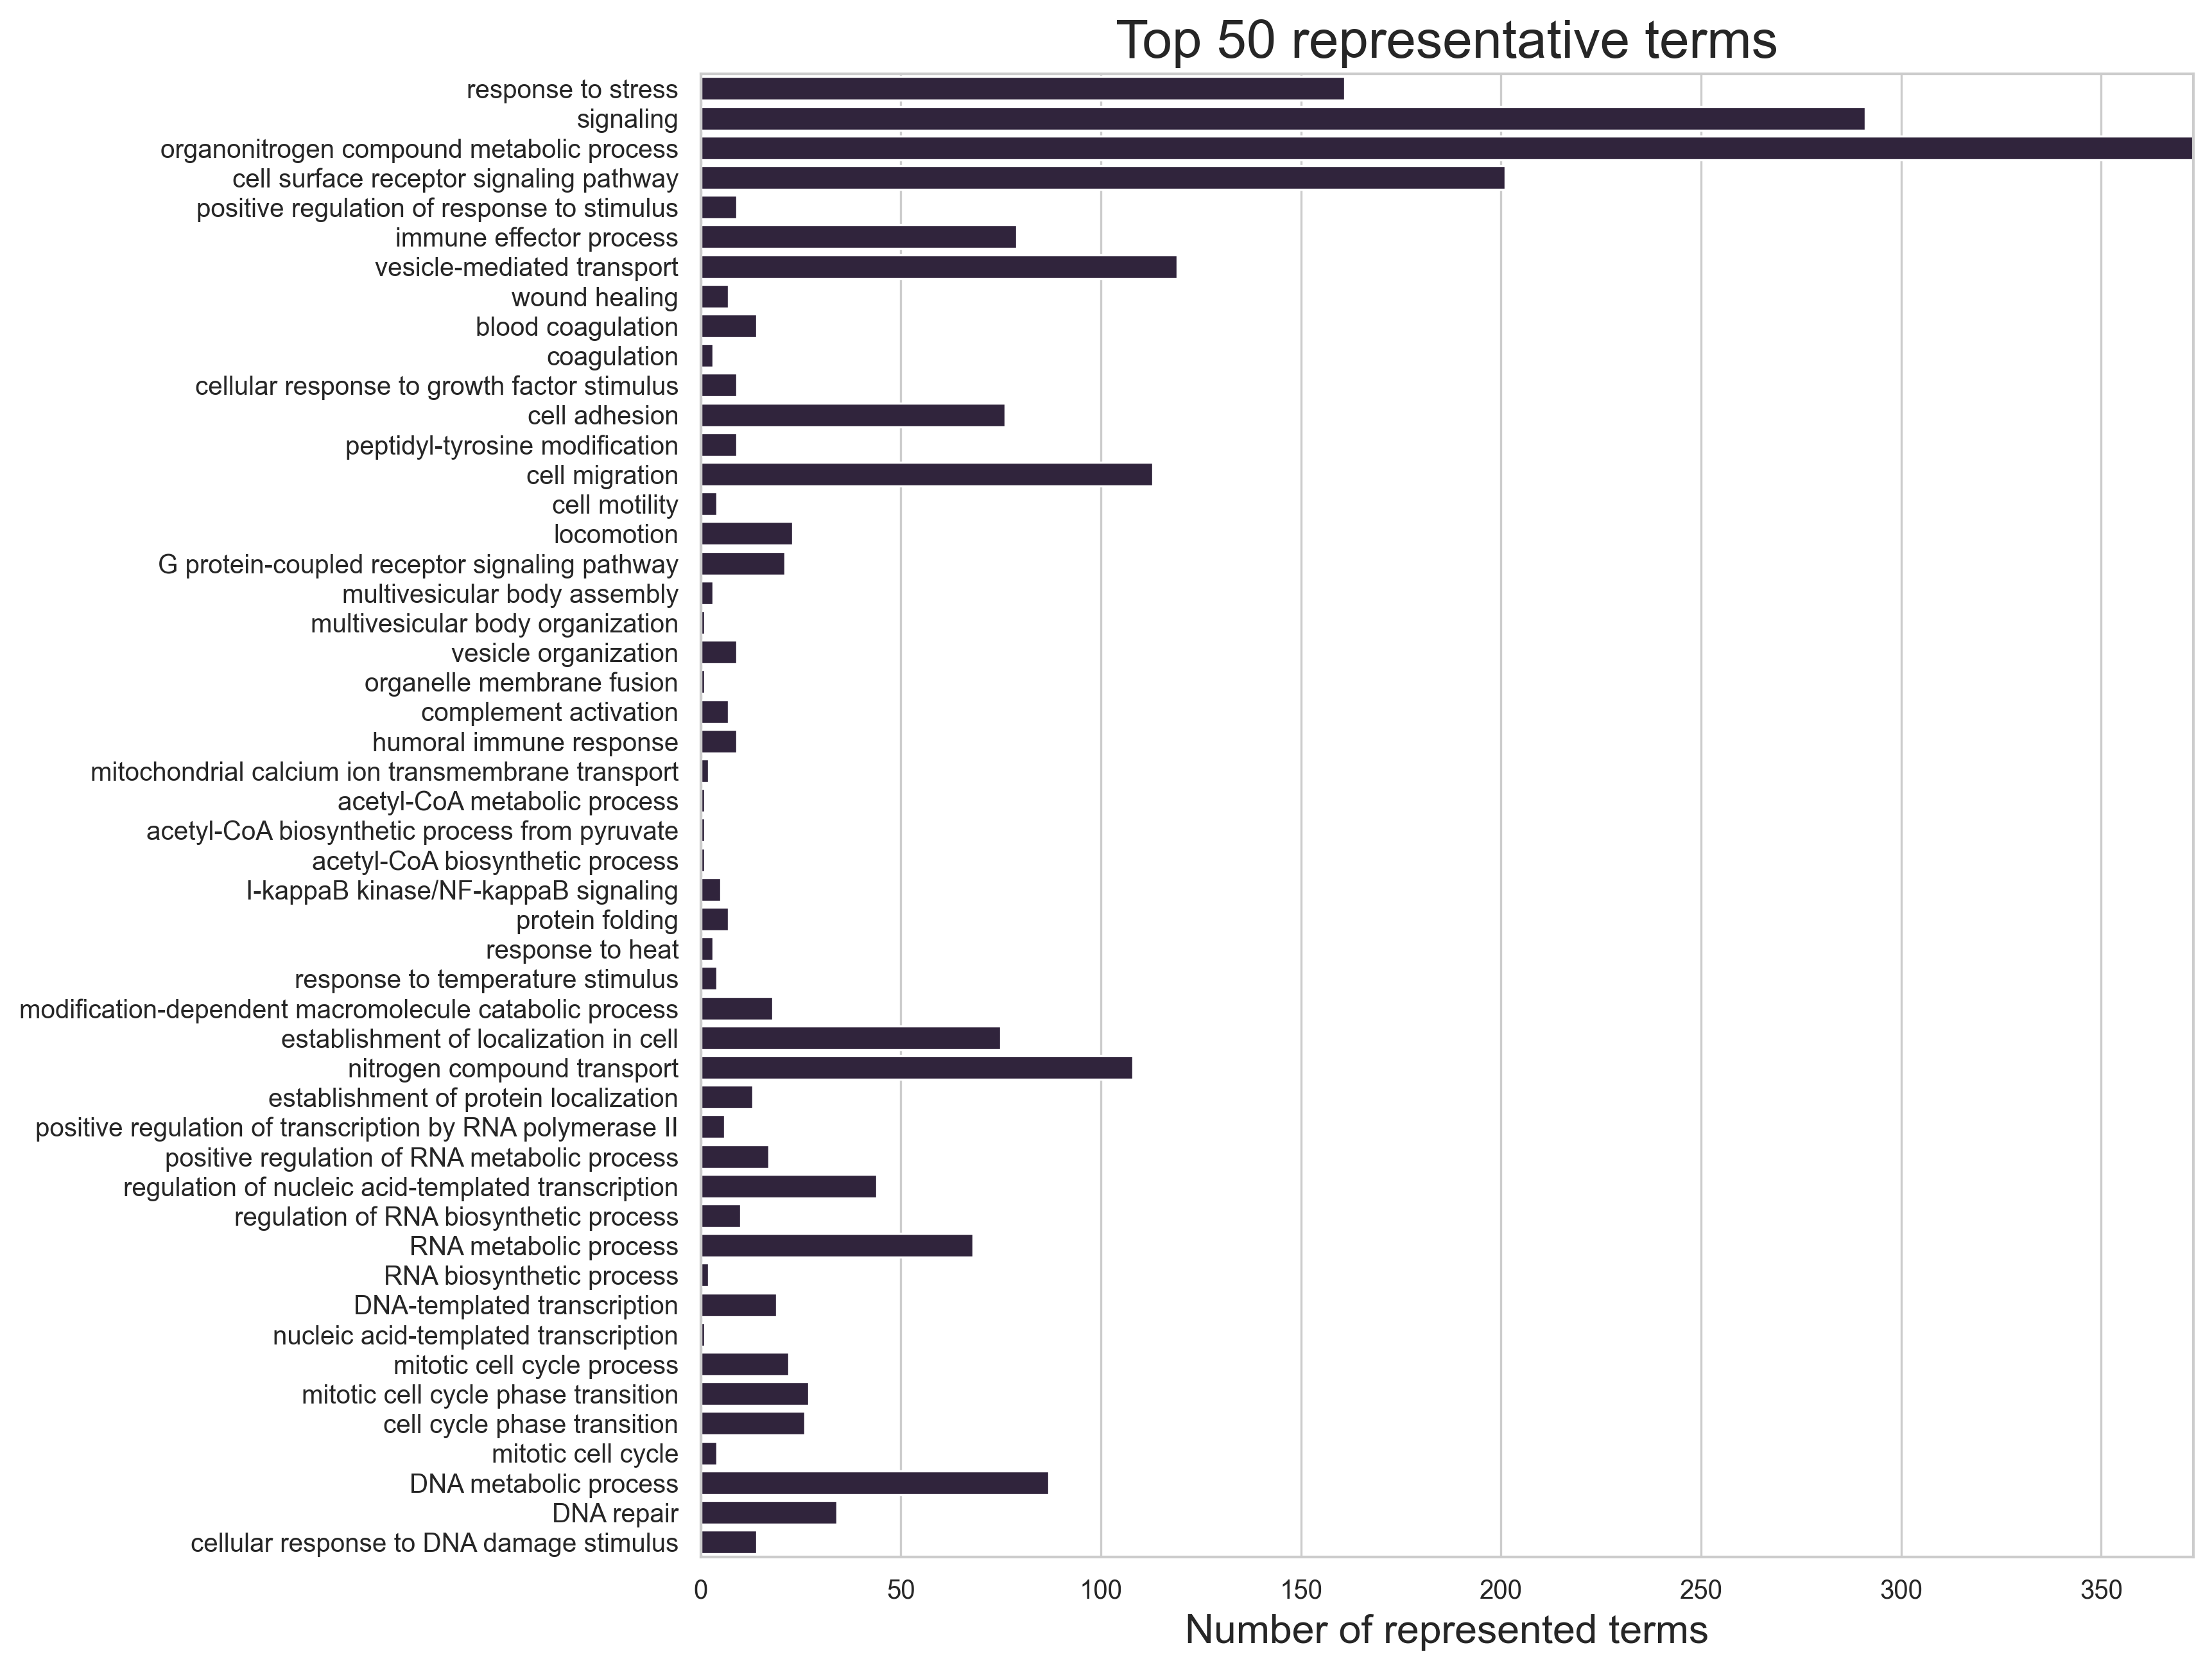 Top 50 representative terms
response to stress
signaling
organonitrogen compound metabolic process
cell surface receptor signaling pathway
positive regulation of response to stimulus
immune effector process
vesicle-mediated transport
wound healing
blood coagulation
coagulation
cellular response to growth factor stimulus
cell adhesion
peptidyl-tyrosine modification
cell migration
cell motility
locomotion
G protein-coupled receptor signaling pathway
multivesicular body assembly
multivesicular body organization
vesicle organization
organelle membrane fusion
complement activation
humoral immune response
mitochondrial calcium ion transmembrane transport
acetyl-CoA metabolic process
acetyl-CoA biosynthetic process from pyruvate
acetyl-CoA biosynthetic process
I-kappaB kinase/NF-kappaB signaling
protein folding
response to heat
response to temperature stimulus
modification-dependent macromolecule catabolic process
establishment of localization in cell
nitrogen compound transport
establishment of protein localization
positive regulation of transcription by RNA polymerase II
positive regulation of RNA metabolic process
regulation of nucleic acid-templated transcription
regulation of RNA biosynthetic process
RNA metabolic process
RNA biosynthetic process
DNA-templated transcription
nucleic acid-templated transcription
mitotic cell cycle process
mitotic cell cycle phase transition
cell cycle phase transition
mitotic cell cycle
DNA metabolic process
DNA repair
cellular response to DNA damage stimulus
0 50 100 150 200 250 300 350
Number of represented terms